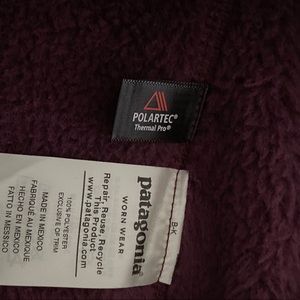 POLARTEC®
Thermal Pro®
patagonia®
WORN WEAR
Repair, Reuse, Recycle
This Product
www.patagonia.com
100% POLYESTER
EXCLUSIVE OF TRIM
MADE IN MEXICO
HECHO EN MÉXICO
FABRIQUÉ AU MEXIQUE
FATTO IN MESSICO
B-K